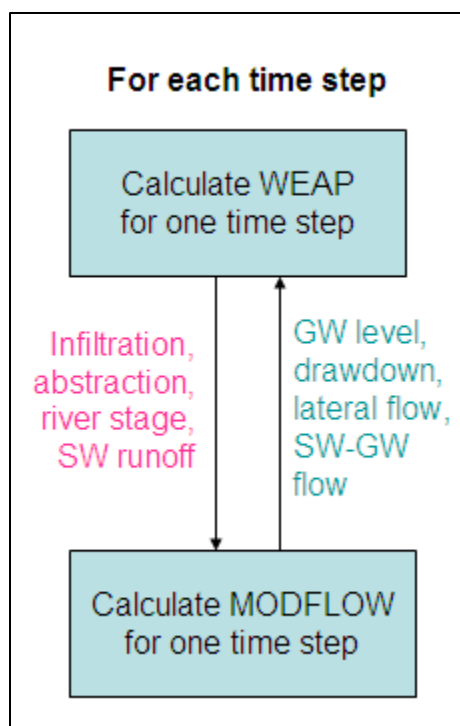 For each time step
Calculate WEAP
for one time step
Infiltration,
abstraction,
river stage,
SW runoff
GW level,
drawdown,
lateral flow,
SW-GW
flow
Calculate MODFLOW
for one time step